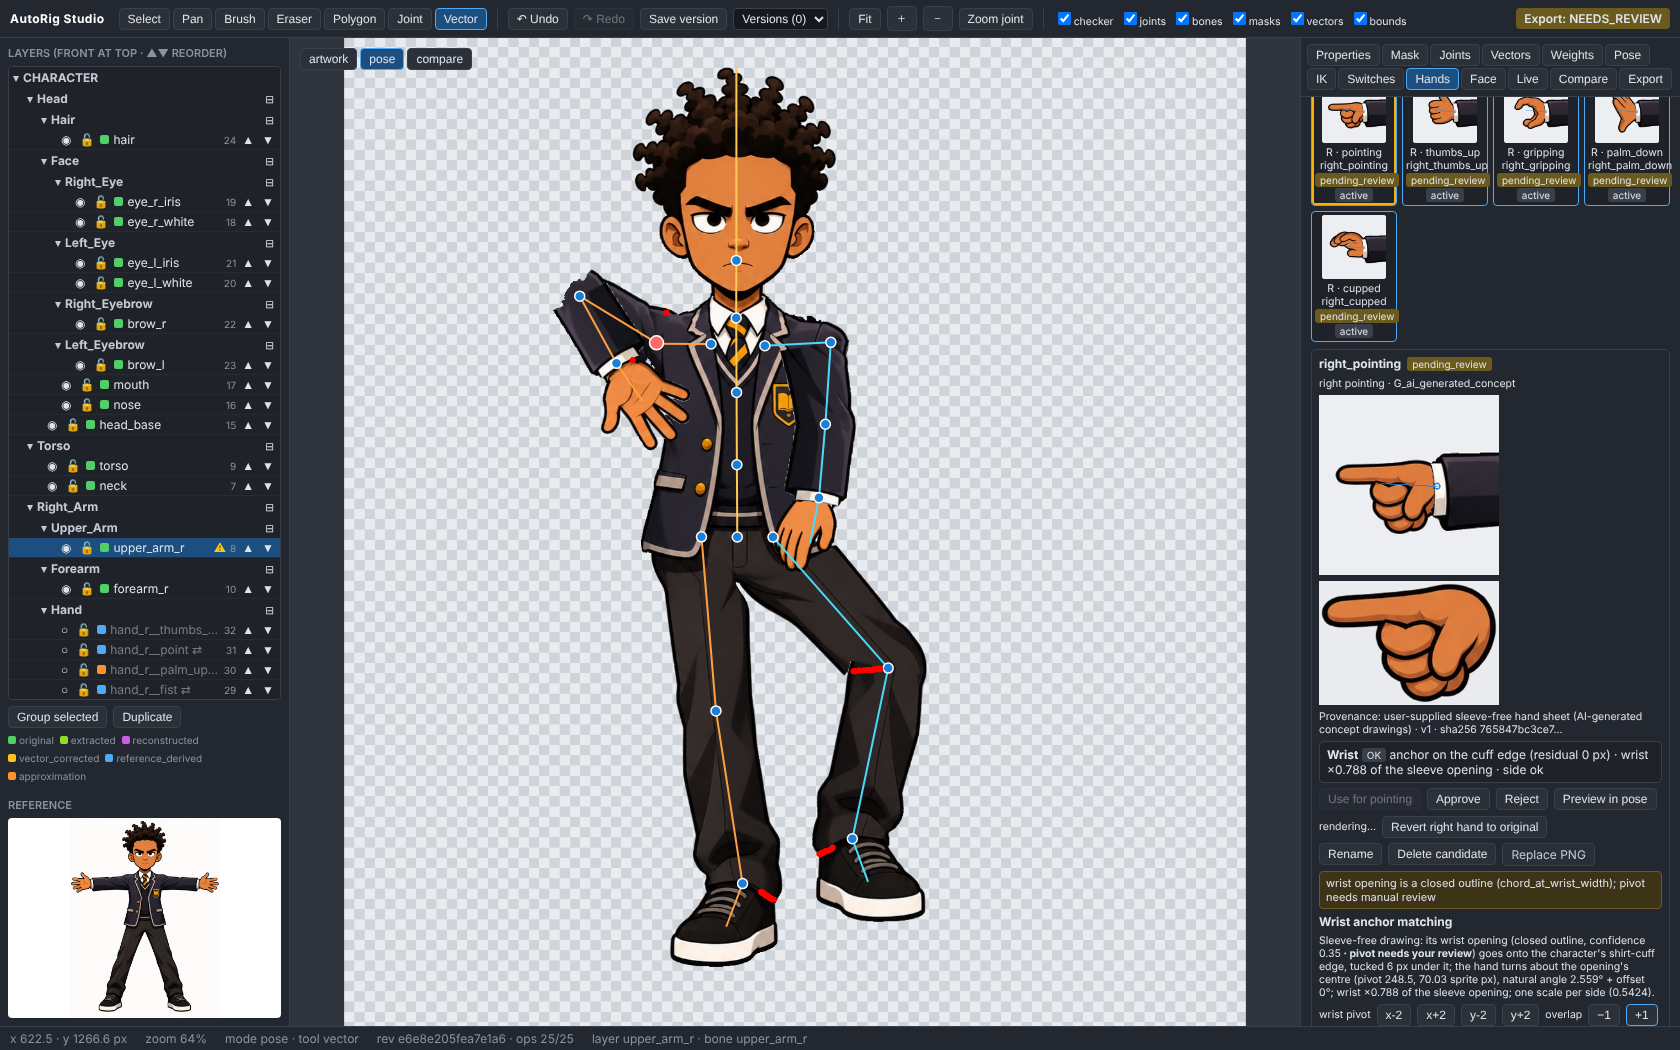 AutoRig Studio Select Pan Brush Eraser Polygon Joint Vector ↶ Undo ↷ Redo Save version Versions (0) Fit + − Zoom joint checker joints bones masks vectors bounds Export: NEEDS_REVIEW
LAYERS (FRONT AT TOP · ▲▼ REORDER)
▾ CHARACTER
▾ Head
▾ Hair
hair 24 ▲ ▼
▾ Face
▾ Right_Eye
eye_r_iris 19 ▲ ▼
eye_r_white 18 ▲ ▼
▾ Left_Eye
eye_l_iris 21 ▲ ▼
eye_l_white 20 ▲ ▼
▾ Right_Eyebrow
brow_r 22 ▲ ▼
▾ Left_Eyebrow
brow_l 23 ▲ ▼
mouth 17 ▲ ▼
nose 16 ▲ ▼
head_base 15 ▲ ▼
▾ Torso
torso 9 ▲ ▼
neck 7 ▲ ▼
▾ Right_Arm
▾ Upper_Arm
upper_arm_r 8 ▲ ▼
▾ Forearm
forearm_r 10 ▲ ▼
▾ Hand
hand_r__thumbs_... 32 ▲ ▼
hand_r__point ⇄ 31 ▲ ▼
hand_r__palm_up... 30 ▲ ▼
hand_r__fist ⇄ 29 ▲ ▼
Group selected Duplicate
original extracted reconstructed
vector_corrected reference_derived
approximation
REFERENCE
artwork pose compare
Properties Mask Joints Vectors Weights Pose
IK Switches Hands Face Live Compare Export
R · pointing R · thumbs_up R · gripping R · palm_down
right_pointing right_thumbs_up right_gripping right_palm_down
pending_review pending_review pending_review pending_review
active active active active
R · cupped
right_cupped
pending_review
active
right_pointing pending_review
right pointing · G_ai_generated_concept
Provenance: user-supplied sleeve-free hand sheet (AI-generated
concept drawings) · v1 · sha256 765847bc3ce7…
Wrist OK anchor on the cuff edge (residual 0 px) · wrist
×0.788 of the sleeve opening · side ok
Use for pointing Approve Reject Preview in pose
rendering… Revert right hand to original
Rename Delete candidate Replace PNG
wrist opening is a closed outline (chord_at_wrist_width); pivot
needs manual review
Wrist anchor matching
Sleeve-free drawing: its wrist opening (closed outline, confidence
0.35 · pivot needs your review) goes onto the character's shirt-cuff
edge, tucked 6 px under it; the hand turns about the opening's
centre (pivot 248.5, 70.03 sprite px), natural angle 2.559° + offset
0°; wrist ×0.788 of the sleeve opening; one scale per side (0.5424).
wrist pivot x-2 x+2 y-2 y+2 overlap −1 +1
x 622.5 · y 1266.6 px zoom 64% mode pose · tool vector rev e6e8e205fea7e1a6 · ops 25/25 layer upper_arm_r · bone upper_arm_r